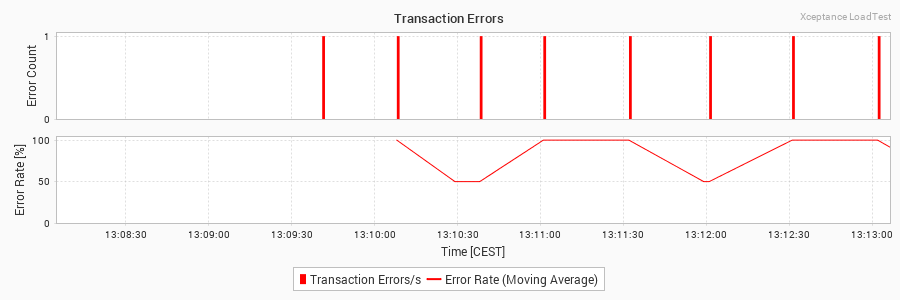 Transaction Errors
Xceptance LoadTest
Error Count
1
0
Error Rate [%]
100
50
0
13:08:30 13:09:00 13:09:30 13:10:00 13:10:30 13:11:00 13:11:30 13:12:00 13:12:30 13:13:00
Time [CEST]
Transaction Errors/s Error Rate (Moving Average)